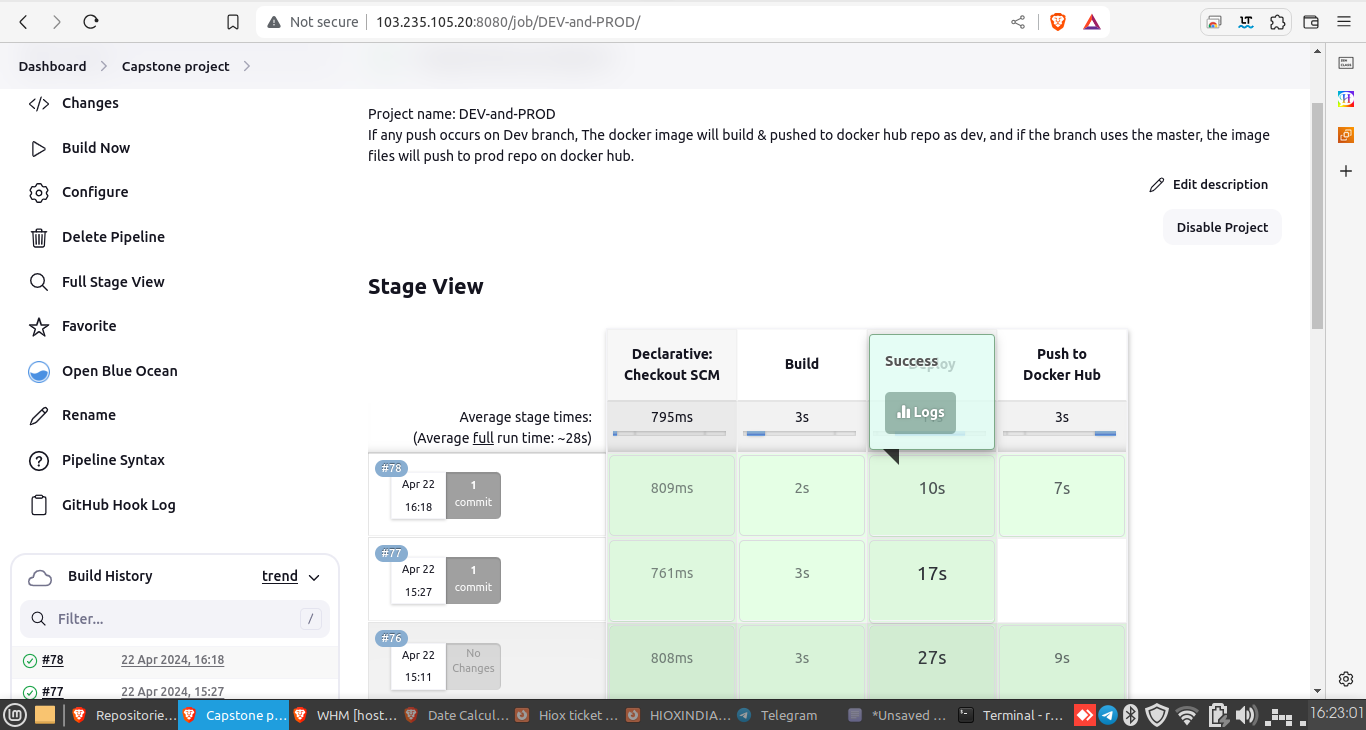 Not secure
103.235.105.20:8080/job/DEV-and-PROD/
LT
Dashboard
Capstone project
Changes
Build Now
Configure
Delete Pipeline
Full Stage View
Favorite
Open Blue Ocean
Rename
Pipeline Syntax
GitHub Hook Log
Build History
trend
Filter...
/
#78
22 Apr 2024, 16:18
#77
22 Apr 2024, 15:27
Project name: DEV-and-PROD
If any push occurs on Dev branch, The docker image will build & pushed to docker hub repo as dev, and if the branch uses the master, the image
files will push to prod repo on docker hub.
Edit description
Disable Project
Stage View
Declarative:
Checkout SCM
Build
Deploy
Push to
Docker Hub
Success
Logs
Average stage times:
(Average full run time: ~28s)
795ms
3s
3s
#78
Apr 22
16:18
1
commit
809ms
2s
10s
7s
#77
Apr 22
15:27
1
commit
761ms
3s
17s
#76
Apr 22
15:11
No
Changes
808ms
3s
27s
9s
Repositorie...
Capstone p...
WHM [host...
Date Calcul...
Hiox ticket ...
HIOXINDIA...
Telegram
*Unsaved ...
Terminal - r...
16:23:01